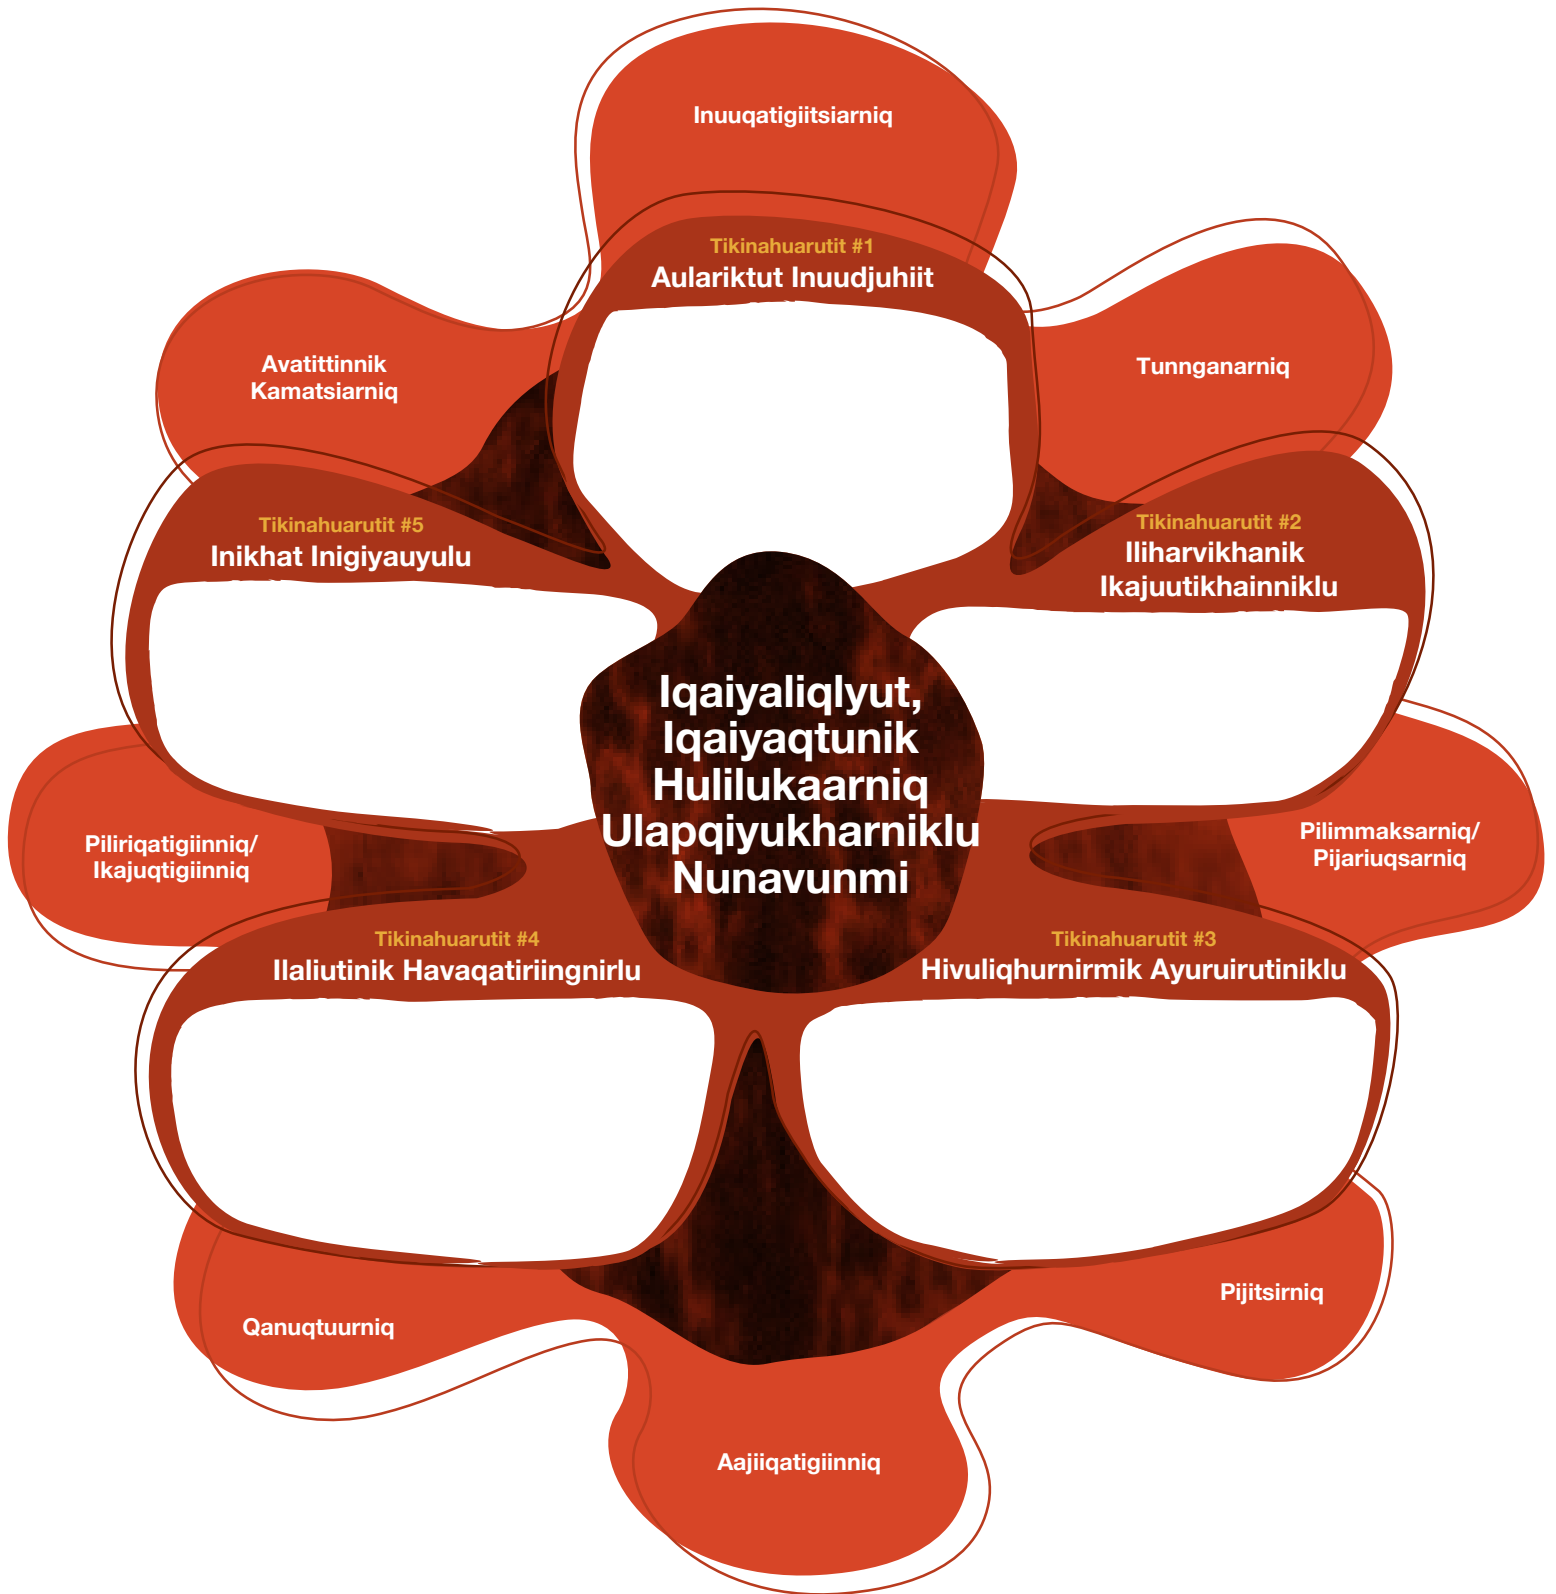 Inuuqatigiitsiarniq
Tikinahuarutit #1
Aulariktut Inuudjuhiit
Avatittinnik
Kamatsiarniq
Tunnganarniq
Tikinahuarutit #5
Inikhat Inigiyauyulu
Tikinahuarutit #2
Iliharvikhanik
Ikajuutikhainniklu
Iqaiyaliqlyut,
Iqaiyaqtunik
Hulilukaarniq
Ulapqiyukharniklu
Nunavunmi
Piliriqatigiinniq/
Ikajuqtigiinniq
Pilimmaksarniq/
Pijariuqsarniq
Tikinahuarutit #4
Ilaliutinik Havaqatiriingnirlu
Tikinahuarutit #3
Hivuliqhurnirmik Ayuruirutiniklu
Qanuqtuurniq
Pijitsirniq
Aajiiqatigiinniq